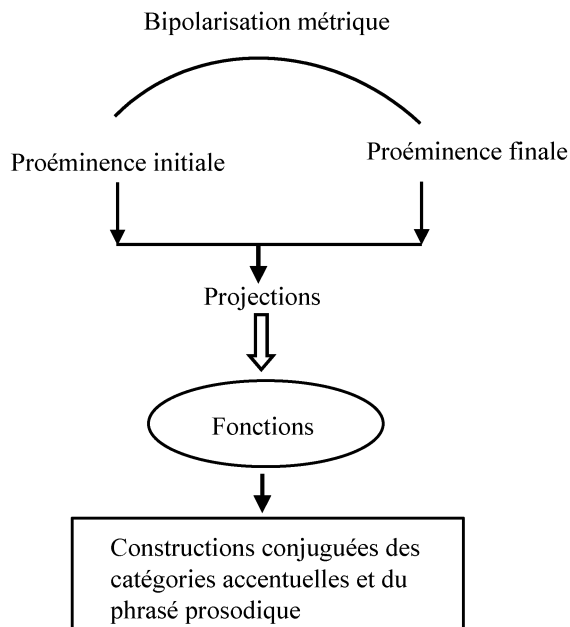 Bipolarisation métrique
Proéminence initiale
Proéminence finale
Projections
Fonctions
Constructions conjuguées des
catégories accentuelles et du
phrasé prosodique